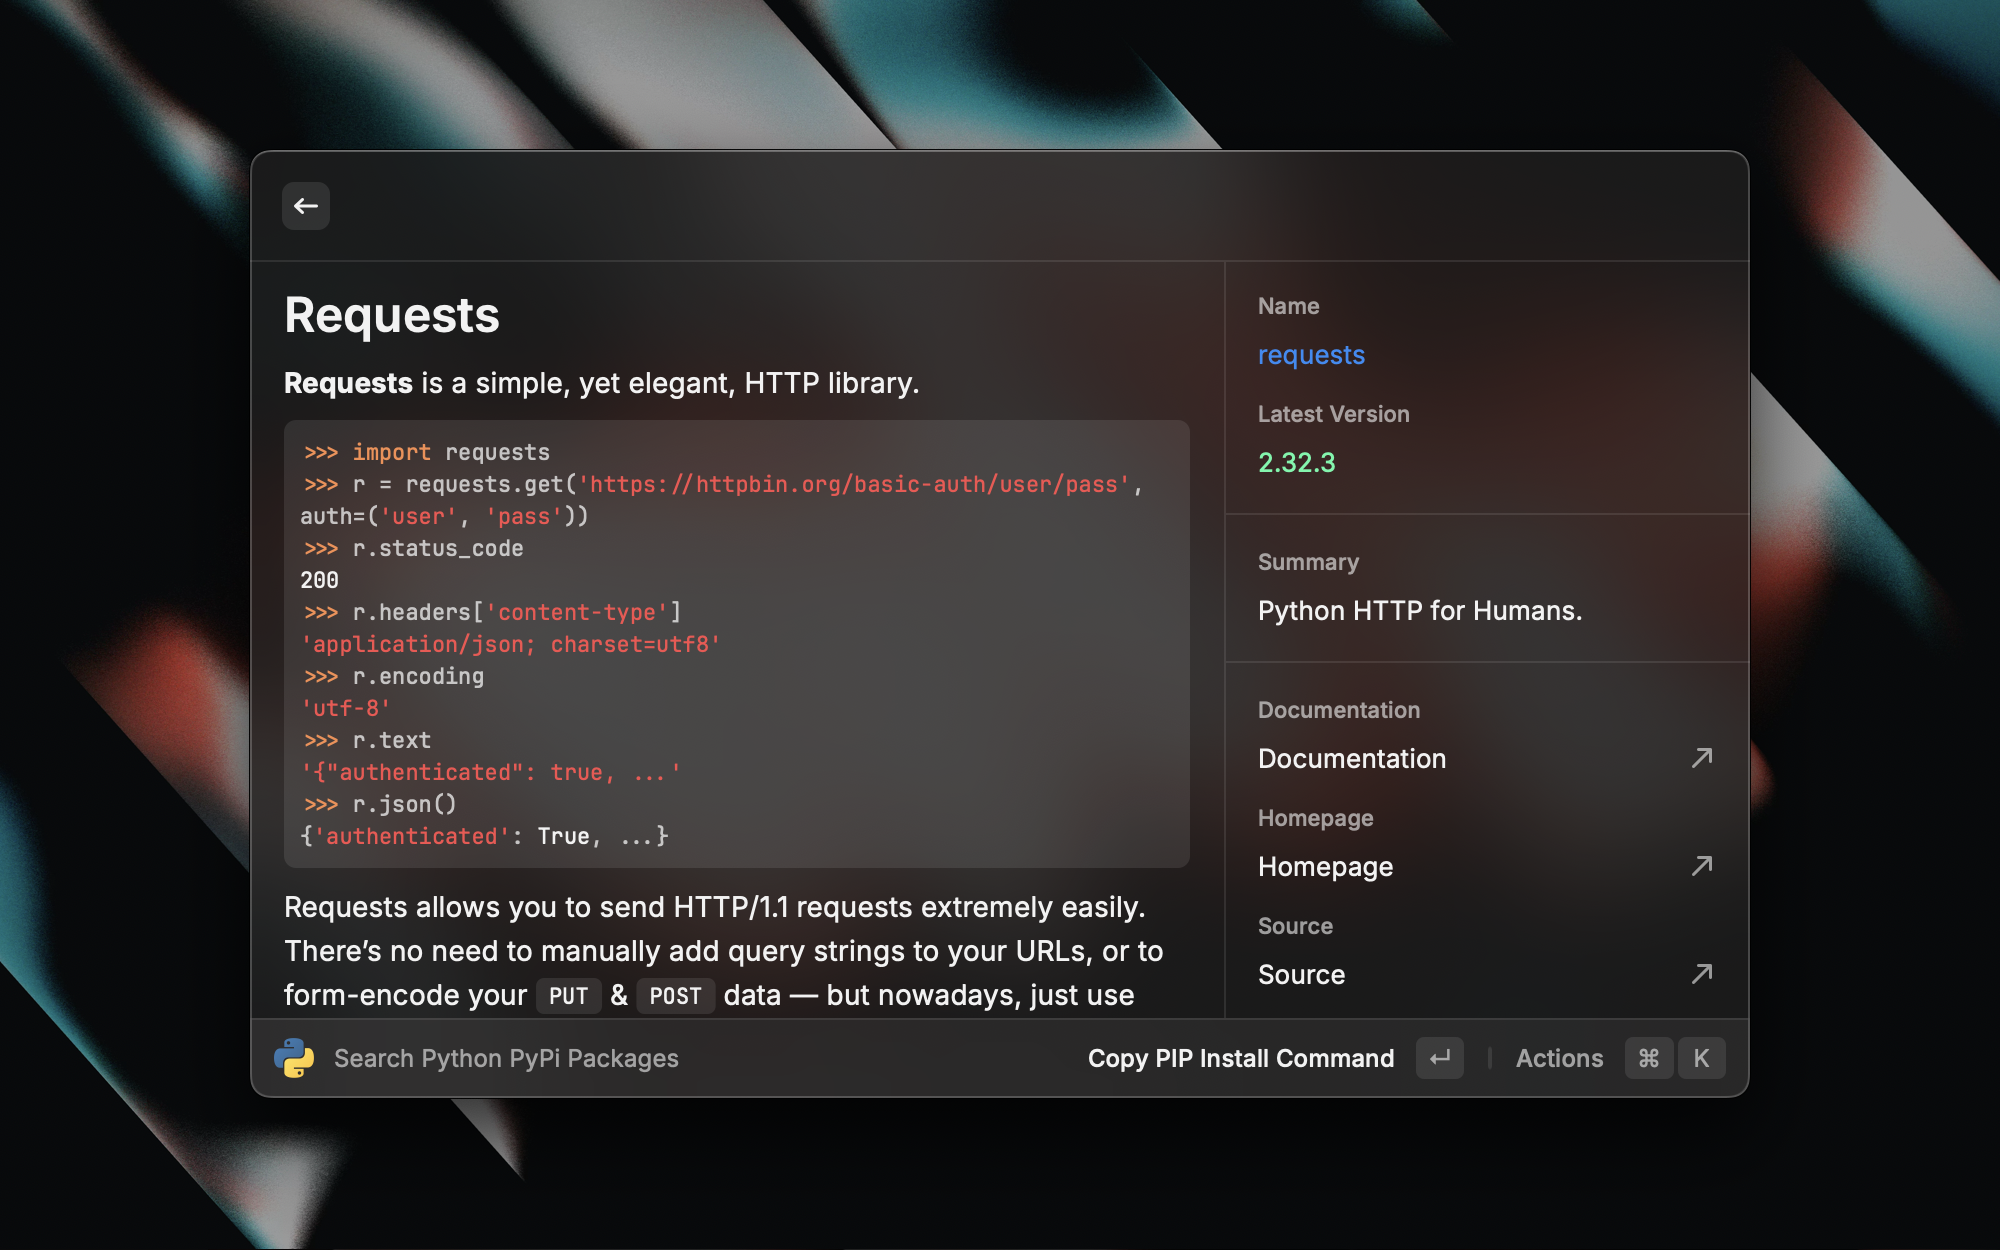 Requests
Requests is a simple, yet elegant, HTTP library.
>>> import requests
>>> r = requests.get('https://httpbin.org/basic-auth/user/pass',
auth=('user', 'pass'))
>>> r.status_code
200
>>> r.headers['content-type']
'application/json; charset=utf8'
>>> r.encoding
'utf-8'
>>> r.text
'{"authenticated": true, ...'
>>> r.json()
{'authenticated': True, ...}
Requests allows you to send HTTP/1.1 requests extremely easily.
There’s no need to manually add query strings to your URLs, or to
form-encode your PUT & POST data — but nowadays, just use
Name
requests
Latest Version
2.32.3
Summary
Python HTTP for Humans.
Documentation
Documentation
Homepage
Homepage
Source
Source
Search Python PyPi Packages
Copy PIP Install Command ↵ | Actions ⌘ K